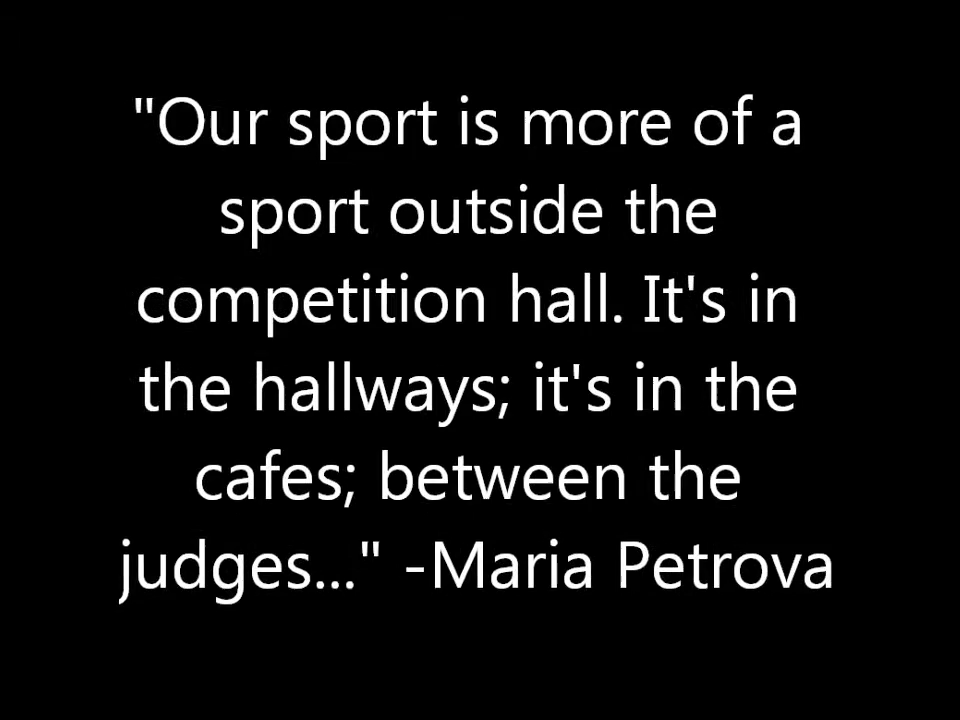 "Our sport is more of a
sport outside the
competition hall. It's in
the hallways; it's in the
cafes; between the
judges..." -Maria Petrova